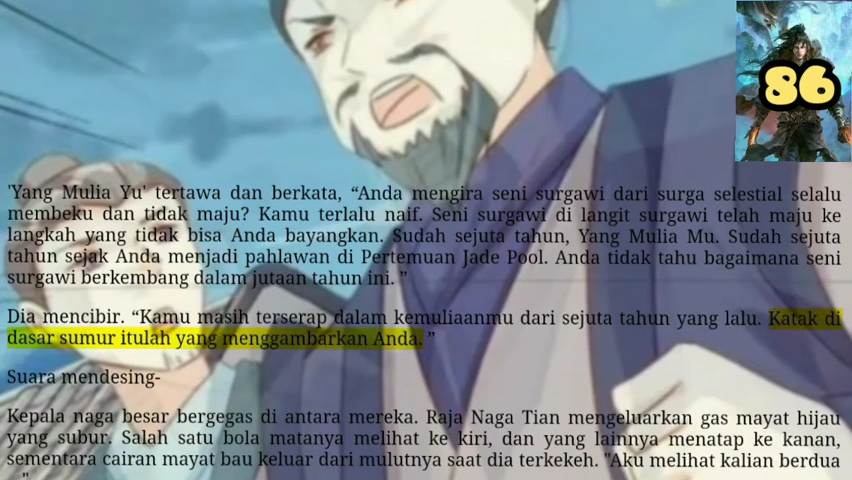 86
'Yang Mulia Yu' tertawa dan berkata, “Anda mengira seni surgawi dari surga selestial selalu
membeku dan tidak maju? Kamu terlalu naif. Seni surgawi di langit surgawi telah maju ke
langkah yang tidak bisa Anda bayangkan. Sudah sejuta tahun, Yang Mulia Mu. Sudah sejuta
tahun sejak Anda menjadi pahlawan di Pertemuan Jade Pool. Anda tidak tahu bagaimana seni
surgawi berkembang dalam jutaan tahun ini. ”
Dia mencibir. “Kamu masih terserap dalam kemuliaanmu dari sejuta tahun yang lalu. Katak di
dasar sumur itulah yang menggambarkan Anda. ”
Suara mendesing-
Kepala naga besar bergegas di antara mereka. Raja Naga Tian mengeluarkan gas mayat hijau
yang subur. Salah satu bola matanya melihat ke kiri, dan yang lainnya menatap ke kanan,
sementara cairan mayat bau keluar dari mulutnya saat dia terkekeh. "Aku melihat kalian berdua